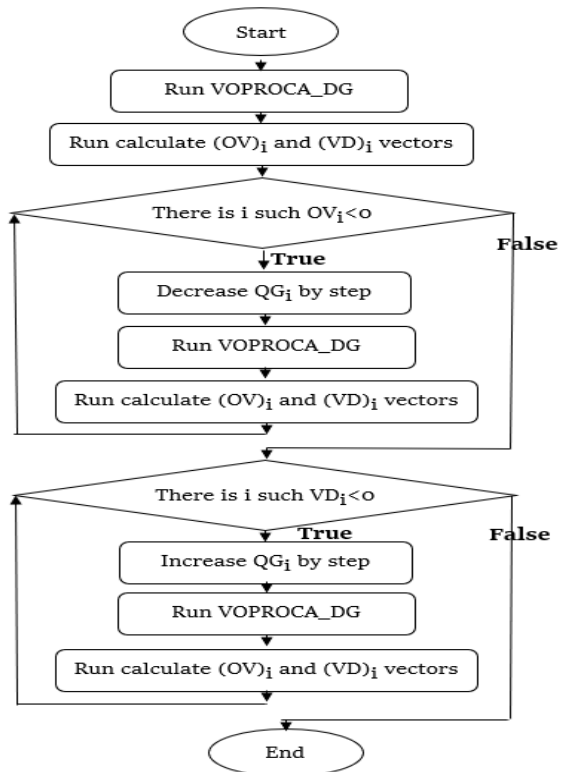 Start
Run VOPROCA_DG
Run calculate (OV)i and (VD)i vectors
There is i such OVi<0
False
True
Decrease QGi by step
Run VOPROCA_DG
Run calculate (OV)i and (VD)i vectors
There is i such VDi<0
True
False
Increase QGi by step
Run VOPROCA_DG
Run calculate (OV)i and (VD)i vectors
End